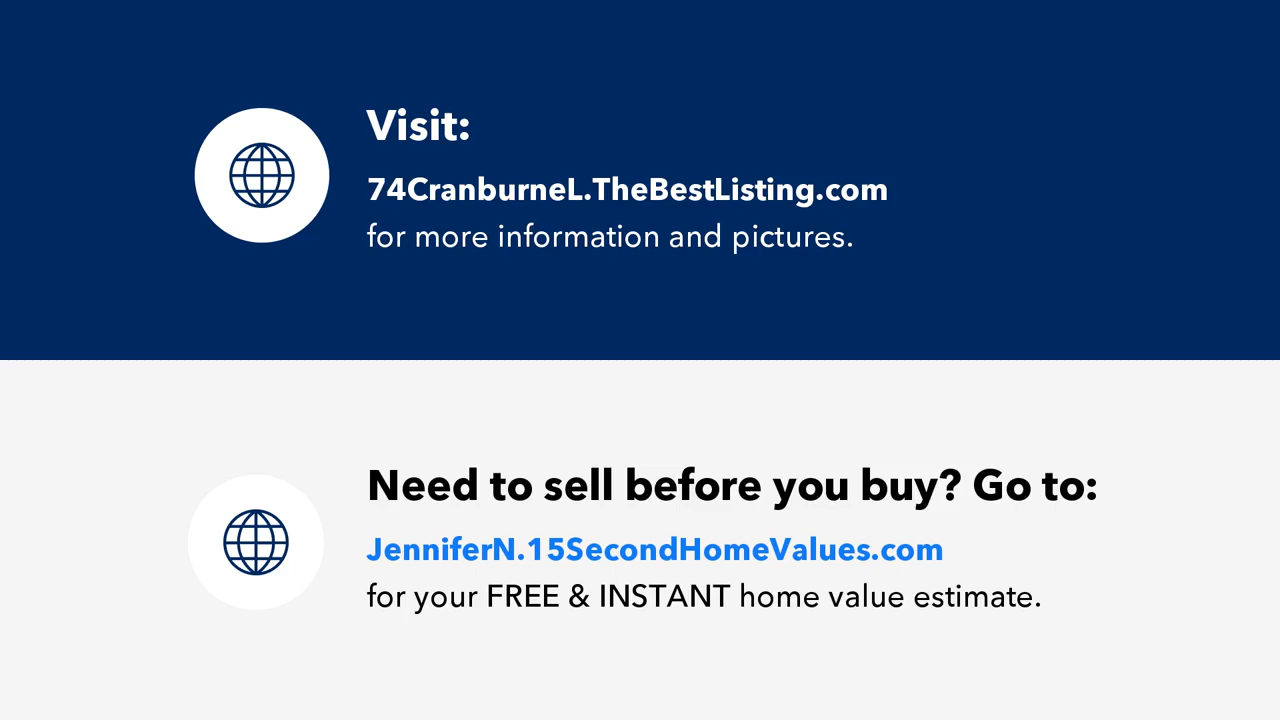 Visit:
74CranburneL.TheBestListing.com
for more information and pictures.
Need to sell before you buy? Go to:
JenniferN.15SecondHomeValues.com
for your FREE & INSTANT home value estimate.